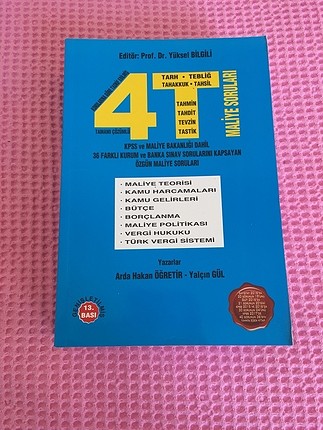 Editör: Prof. Dr. Yüksel BİLGİLİ
4T
TARH - TEBLİĞ
TAHAKKUK - TAHSİL
TAHMİN
TAHDİT
TEVZİN
TASTİK
TAMAMI ÇÖZÜMLÜ
MALİYE SORULARI
KPSS ve MALİYE BAKANLIĞI DAHİL
36 FARKLI KURUM ve BANKA SINAV SORULARINI KAPSAYAN
ÖZGÜN MALİYE SORULARI
· MALİYE TEORİSİ
· KAMU HARCAMALARI
· KAMU GELİRLERİ
· BÜTÇE
· BORÇLANMA
· MALİYE POLİTİKASI
· VERGİ HUKUKU
· TÜRK VERGİ SİSTEMİ
Yazarlar
Arda Hakan ÖĞRETİR - Yalçın GÜL
13.
BASI